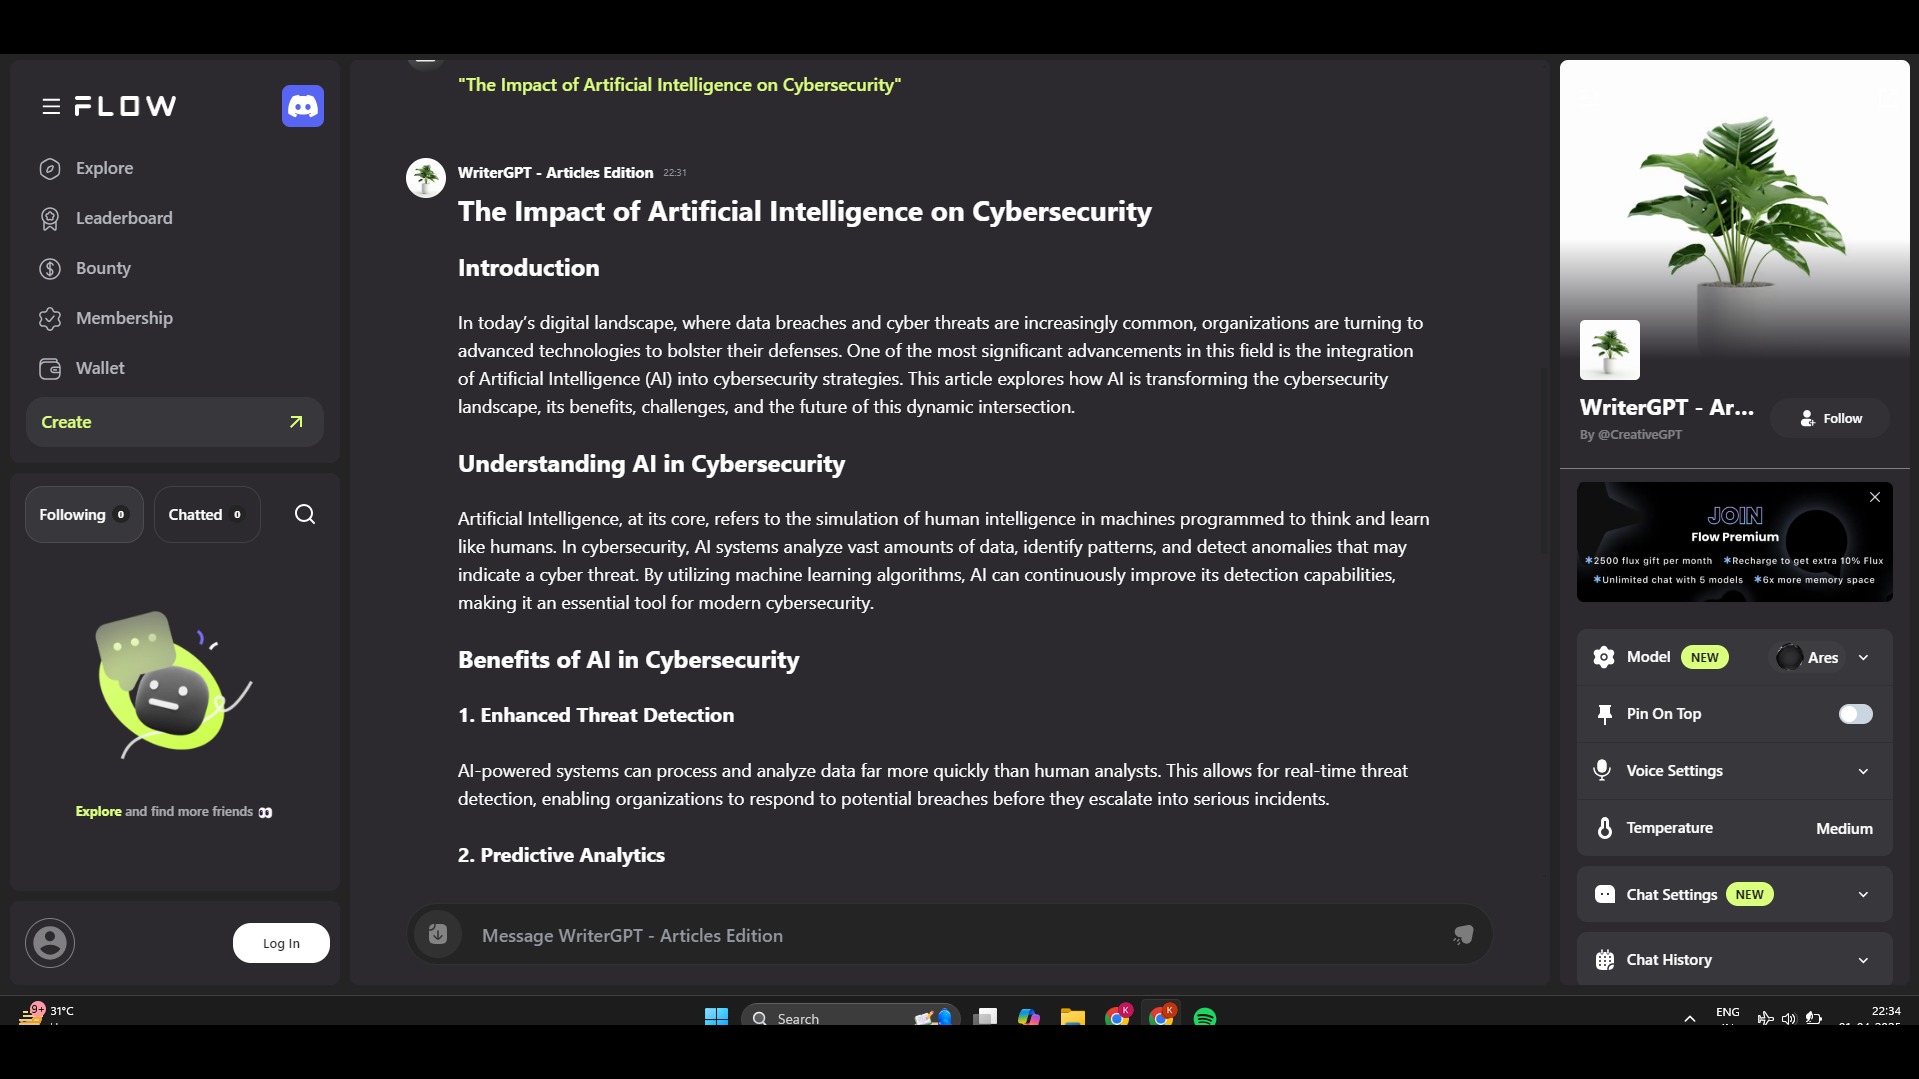 FLOW
Explore
Leaderboard
Bounty
Membership
Wallet
Create
Following 0
Chatted 0
Explore and find more friends
Log In
"The Impact of Artificial Intelligence on Cybersecurity"
WriterGPT - Articles Edition 22:31
The Impact of Artificial Intelligence on Cybersecurity
Introduction
In today’s digital landscape, where data breaches and cyber threats are increasingly common, organizations are turning to
advanced technologies to bolster their defenses. One of the most significant advancements in this field is the integration
of Artificial Intelligence (AI) into cybersecurity strategies. This article explores how AI is transforming the cybersecurity
landscape, its benefits, challenges, and the future of this dynamic intersection.
Understanding AI in Cybersecurity
Artificial Intelligence, at its core, refers to the simulation of human intelligence in machines programmed to think and learn
like humans. In cybersecurity, AI systems analyze vast amounts of data, identify patterns, and detect anomalies that may
indicate a cyber threat. By utilizing machine learning algorithms, AI can continuously improve its detection capabilities,
making it an essential tool for modern cybersecurity.
Benefits of AI in Cybersecurity
1. Enhanced Threat Detection
AI-powered systems can process and analyze data far more quickly than human analysts. This allows for real-time threat
detection, enabling organizations to respond to potential breaches before they escalate into serious incidents.
2. Predictive Analytics
Message WriterGPT - Articles Edition
WriterGPT - Ar...
Follow
By @CreativeGPT
JOIN
Flow Premium
*2500 flux gift per month *Recharge to get extra 10% Flux
*Unlimited chat with 5 models *6x more memory space
Model NEW Ares
Pin On Top
Voice Settings
Temperature Medium
Chat Settings NEW
Chat History
9+
31°C
Search
K
K
ENG
22:34